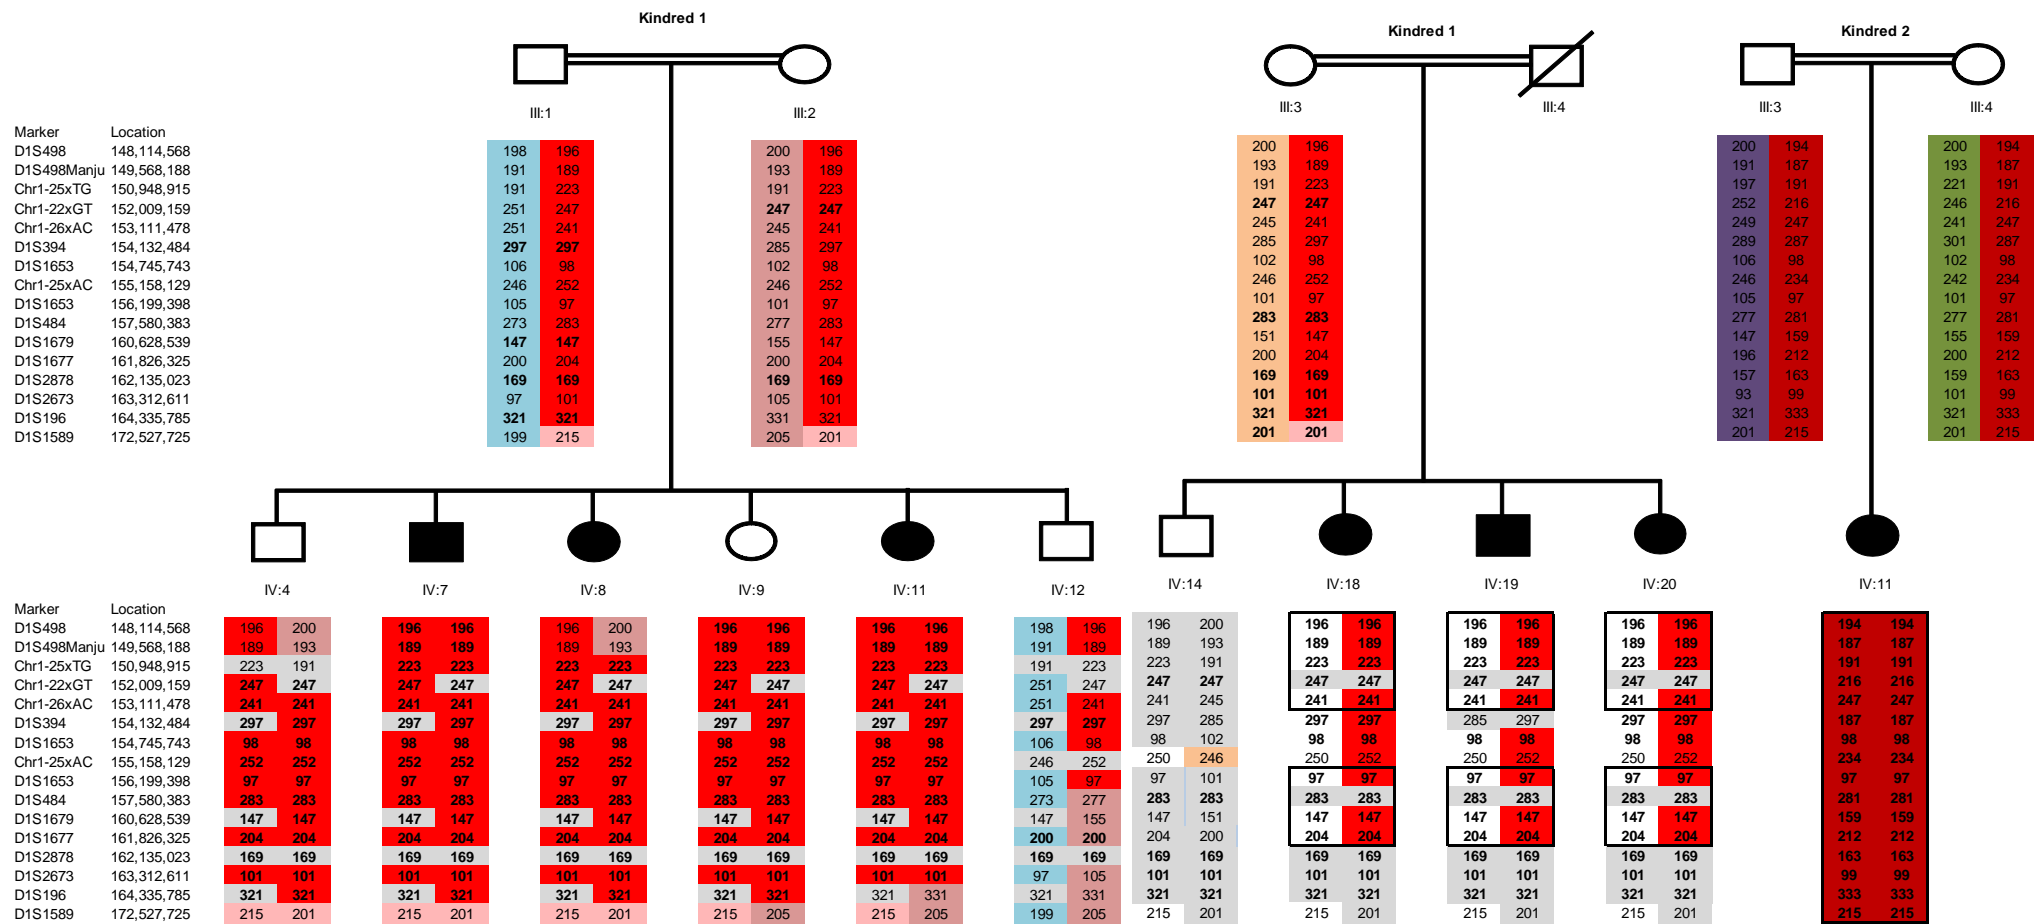 Kindred 1
Kindred 1
Kindred 2
III:1 III:2 III:3 III:4 III:3 III:4
Marker Location
D1S498 148,114,568 198 196 200 196 200 196 200 194 200 194
D1S498Manju 149,568,188 191 189 193 189 193 189 191 187 193 187
Chr1-25xTG 150,948,915 191 223 191 223 191 223 197 191 221 191
Chr1-22xGT 152,009,159 251 247 247 247 247 247 252 216 246 216
Chr1-26xAC 153,111,478 251 241 245 241 245 241 249 247 241 247
D1S394 154,132,484 297 297 285 297 285 297 289 287 301 287
D1S1653 154,745,743 106 98 102 98 102 98 106 98 102 98
Chr1-25xAC 155,158,129 246 252 246 252 246 252 246 234 242 234
D1S1653 156,199,398 105 97 101 97 101 97 105 97 101 97
D1S484 157,580,383 273 283 277 283 283 283 277 281 277 281
D1S1679 160,628,539 147 147 155 147 151 147 147 159 155 159
D1S1677 161,826,325 200 204 200 204 200 204 196 212 200 212
D1S2878 162,135,023 169 169 169 169 169 169 157 163 159 163
D1S2673 163,312,611 97 101 105 101 101 101 93 99 101 99
D1S196 164,335,785 321 321 331 321 321 321 321 333 321 333
D1S1589 172,527,725 199 215 205 201 201 201 201 215 201 215
IV:4 IV:7 IV:8 IV:9 IV:11 IV:12 IV:14 IV:18 IV:19 IV:20 IV:11
Marker Location
D1S498 148,114,568 196 200 196 196 196 200 196 196 196 196 198 196 196 200 196 196 196 196 196 196 194 194
D1S498Manju 149,568,188 189 193 189 189 189 193 189 189 189 189 191 189 189 193 189 189 189 189 189 189 187 187
Chr1-25xTG 150,948,915 223 191 223 223 223 223 223 223 223 223 191 223 223 191 223 223 223 223 223 223 191 191
Chr1-22xGT 152,009,159 247 247 247 247 247 247 247 247 247 247 251 247 247 247 247 247 247 247 247 247 216 216
Chr1-26xAC 153,111,478 241 241 241 241 241 241 241 241 241 241 251 241 241 245 241 241 241 241 241 241 247 247
D1S394 154,132,484 297 297 297 297 297 297 297 297 297 297 297 297 297 285 297 297 285 297 297 297 187 187
D1S1653 154,745,743 98 98 98 98 98 98 98 98 98 98 106 98 98 102 98 98 98 98 98 98 98 98
Chr1-25xAC 155,158,129 252 252 252 252 252 252 252 252 252 252 246 252 250 246 250 252 250 252 250 252 234 234
D1S1653 156,199,398 97 97 97 97 97 97 97 97 97 97 105 97 97 101 97 97 97 97 97 97 97 97
D1S484 157,580,383 283 283 283 283 283 283 283 283 283 283 273 277 283 283 283 283 283 283 283 283 281 281
D1S1679 160,628,539 147 147 147 147 147 147 147 147 147 147 147 155 147 151 147 147 147 147 147 147 159 159
D1S1677 161,826,325 204 204 204 204 204 204 204 204 204 204 200 200 204 200 204 204 204 204 204 204 212 212
D1S2878 162,135,023 169 169 169 169 169 169 169 169 169 169 169 169 169 169 169 169 169 169 169 169 163 163
D1S2673 163,312,611 101 101 101 101 101 101 101 101 101 101 97 105 101 101 101 101 101 101 101 101 99 99
D1S196 164,335,785 321 321 321 321 321 321 321 321 321 331 321 331 321 321 321 321 321 321 321 321 333 333
D1S1589 172,527,725 215 201 215 201 215 201 215 205 215 205 199 205 215 201 215 201 215 201 215 201 215 215